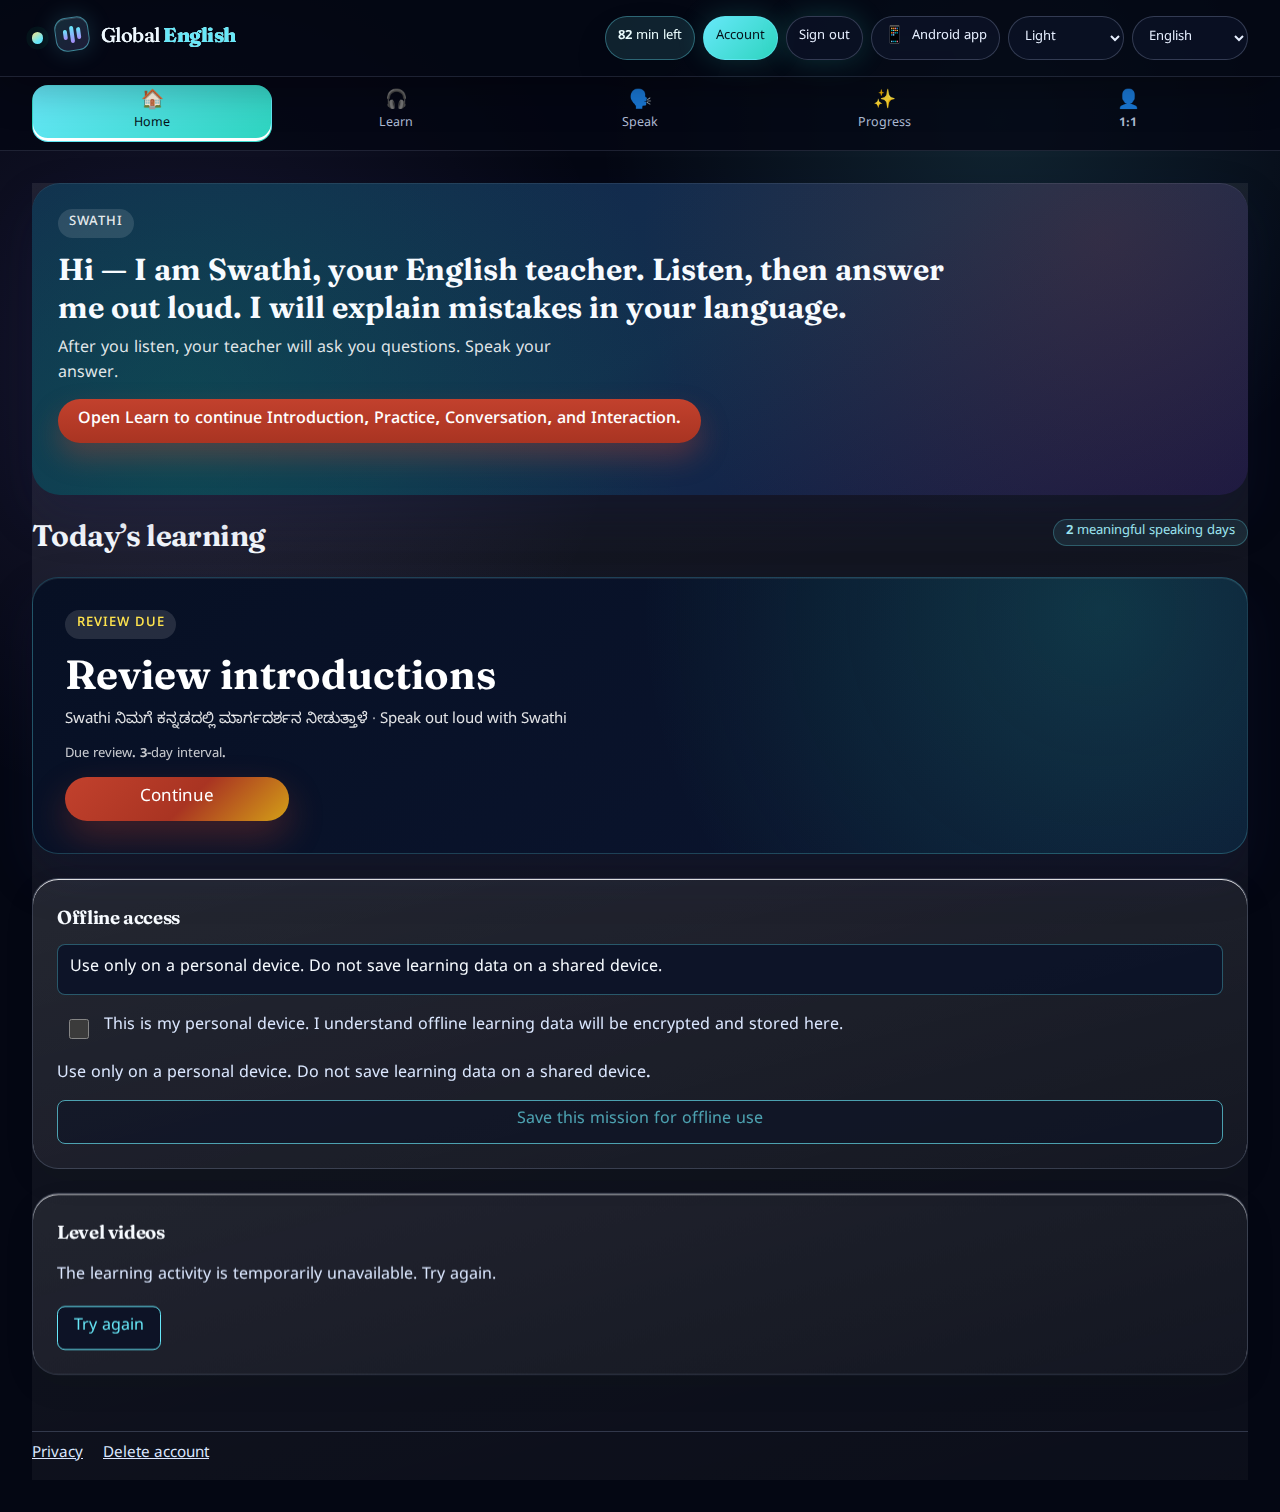 Global English
82 min left
Account
Sign out
Android app
Light
English
Home
Learn
Speak
Progress
1:1
SWATHI
Hi — I am Swathi, your English teacher. Listen, then answer
me out loud. I will explain mistakes in your language.
After you listen, your teacher will ask you questions. Speak your
answer.
Open Learn to continue Introduction, Practice, Conversation, and Interaction.
Today’s learning
2 meaningful speaking days
REVIEW DUE
Review introductions
Swathi ನಿಮಗೆ ಕನ್ನಡದಲ್ಲಿ ಮಾರ್ಗದರ್ಶನ ನೀಡುತ್ತಾಳೆ · Speak out loud with Swathi
Due review. 3-day interval.
Continue
Offline access
Use only on a personal device. Do not save learning data on a shared device.
This is my personal device. I understand offline learning data will be encrypted and stored here.
Use only on a personal device. Do not save learning data on a shared device.
Save this mission for offline use
Level videos
The learning activity is temporarily unavailable. Try again.
Try again
Privacy
Delete account